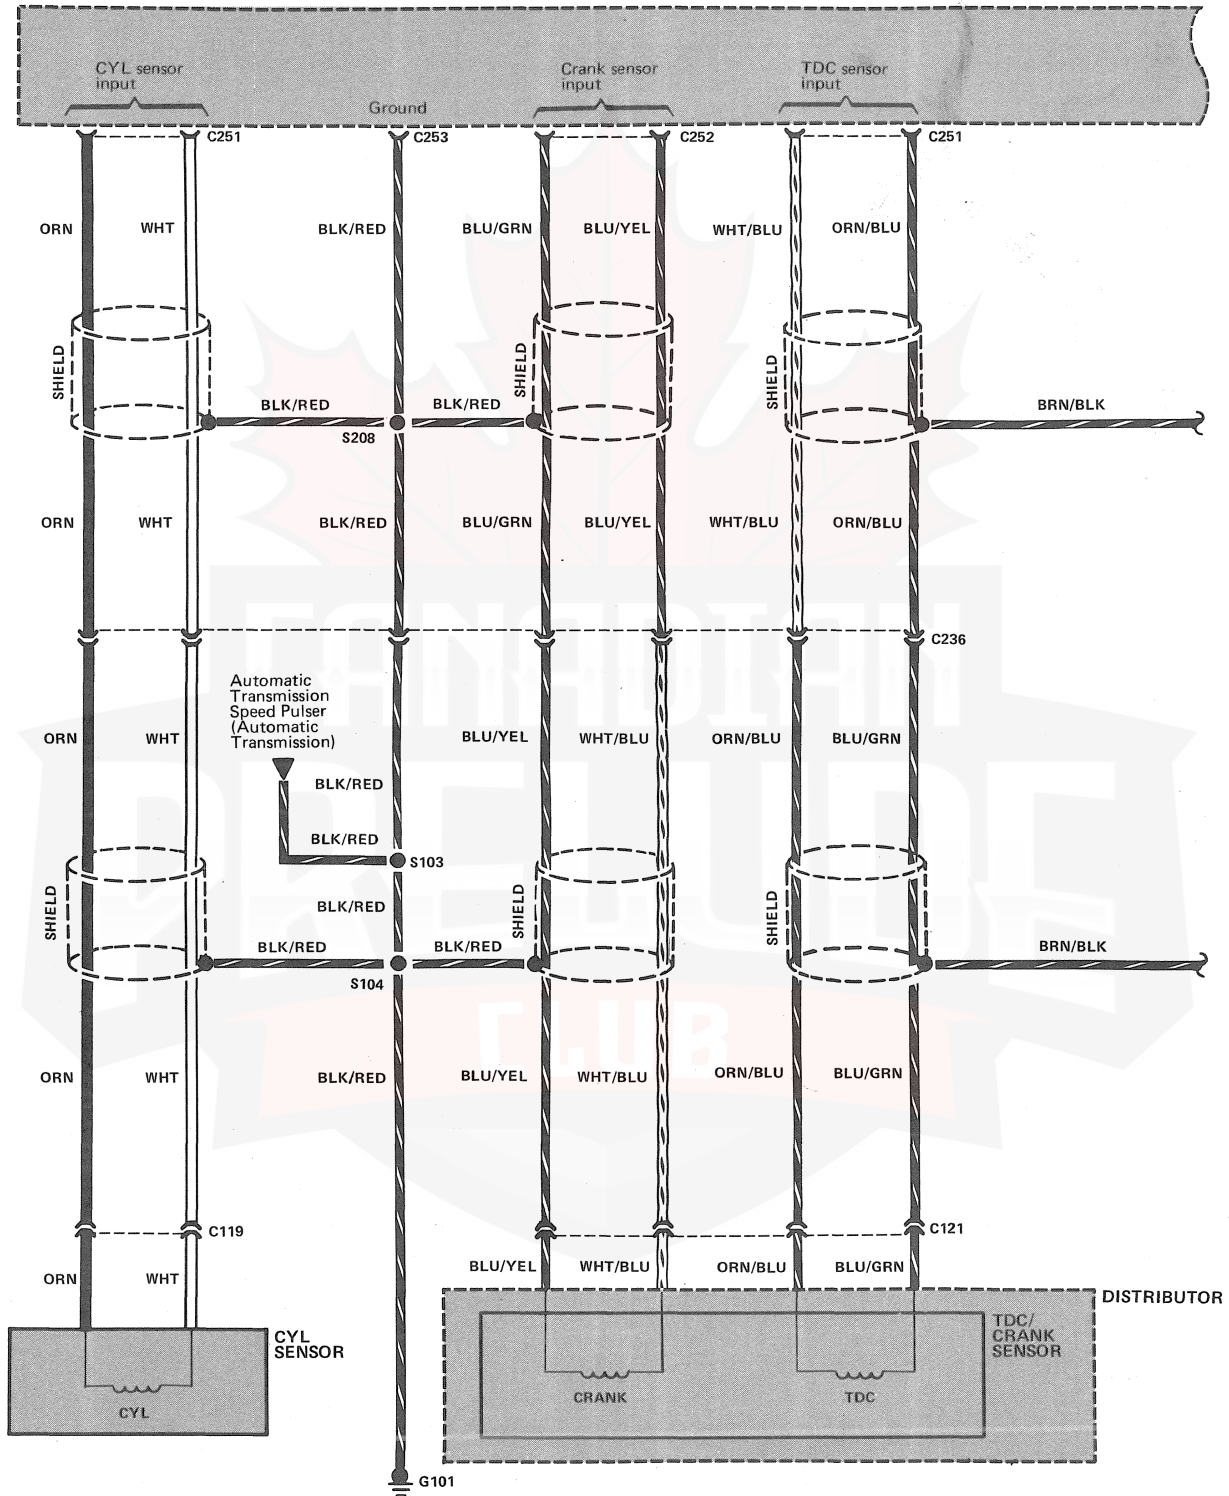 CYL sensor
input
Ground
Crank sensor
input
TDC sensor
input
C251
C253
C252
C251
ORN
WHT
BLK/RED
BLU/GRN
BLU/YEL
WHT/BLU
ORN/BLU
SHIELD
SHIELD
SHIELD
BLK/RED
BLK/RED
BRN/BLK
S208
ORN
WHT
BLK/RED
BLU/GRN
BLU/YEL
WHT/BLU
ORN/BLU
CANADIAN
C236
Automatic
Transmission
Speed Pulser
(Automatic
Transmission)
ORN
WHT
BLU/YEL
WHT/BLU
ORN/BLU
BLU/GRN
BLK/RED
BLK/RED
S103
PRELUDE
SHIELD
BLK/RED
SHIELD
SHIELD
BLK/RED
BLK/RED
BRN/BLK
S104
CLUB
ORN
WHT
BLK/RED
BLU/YEL
WHT/BLU
ORN/BLU
BLU/GRN
C119
C121
ORN
WHT
BLU/YEL
WHT/BLU
ORN/BLU
BLU/GRN
DISTRIBUTOR
CYL
SENSOR
TDC/
CRANK
SENSOR
CYL
CRANK
TDC
G101